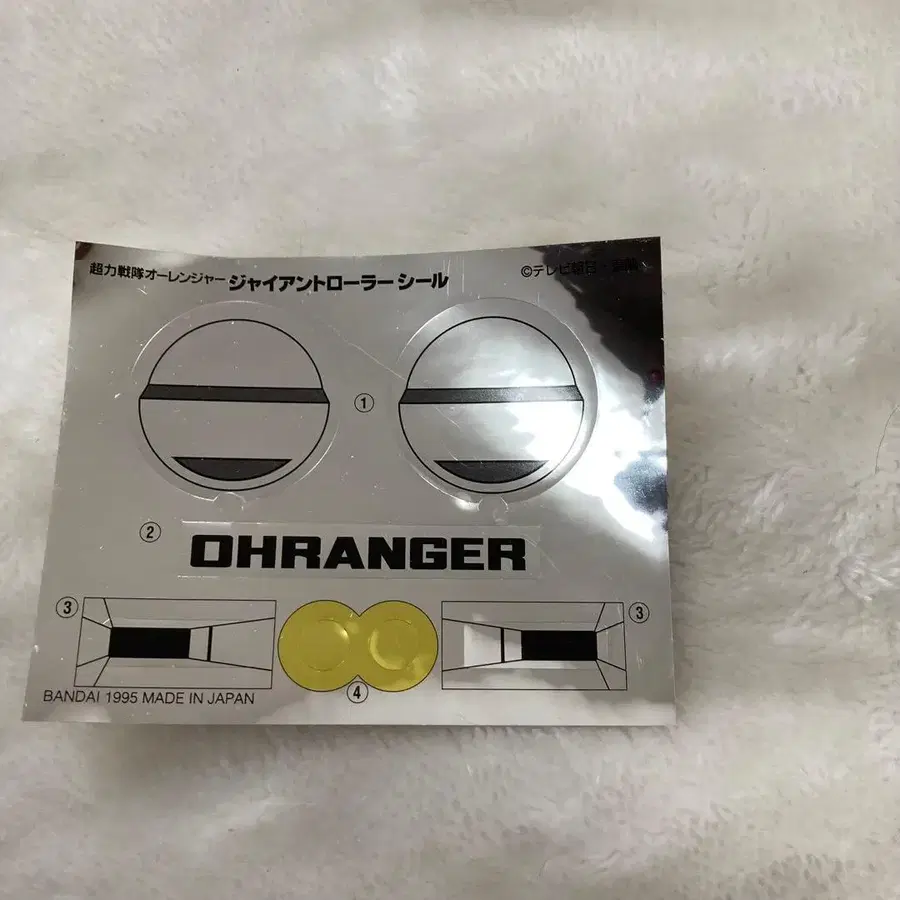 超力戦隊オーレンジャー ジャイアントローラー シール
©テレビ朝日・東映
①
② OHRANGER
③
③
④
BANDAI 1995 MADE IN JAPAN